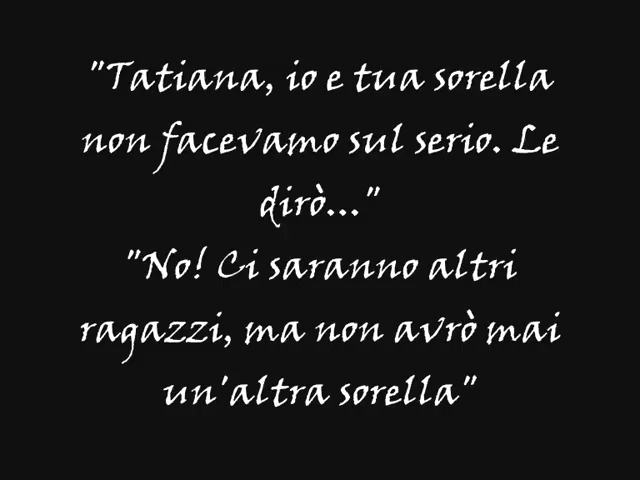 "Tatiana, io e tua sorella
non facevamo sul serio. Le
dirò..."
"No! Ci saranno altri
ragazzi, ma non avrò mai
un'altra sorella"